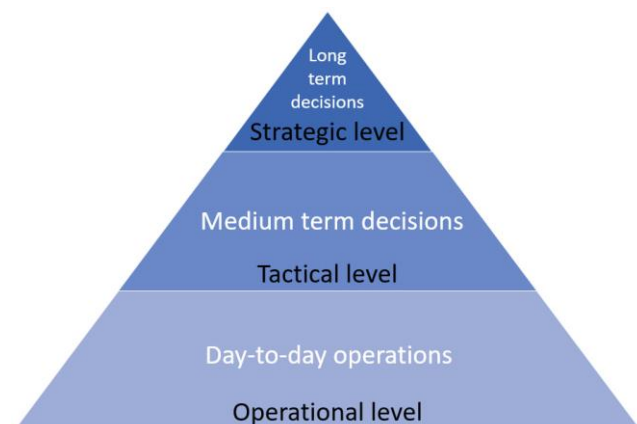 Long
term
decisions
Strategic level
Medium term decisions
Tactical level
Day-to-day operations
Operational level